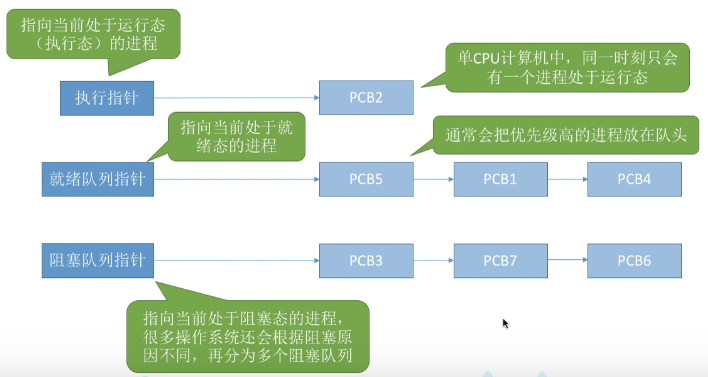 指向当前处于运行态
（执行态）的进程
单CPU计算机中，同一时刻只会
有一个进程处于运行态
执行指针
PCB2
指向当前处于就
绪态的进程
通常会把优先级高的进程放在队头
就绪队列指针
PCB5
PCB1
PCB4
阻塞队列指针
PCB3
PCB7
PCB6
指向当前处于阻塞态的进程，
很多操作系统还会根据阻塞原
因不同，再分为多个阻塞队列